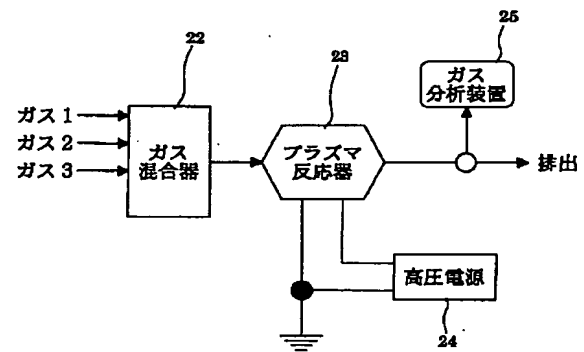 25
22
23
ガス
分析装置
ガス1
ガス2
ガス3
ガス
混合器
プラズマ
反応器
排出
高圧電源
24